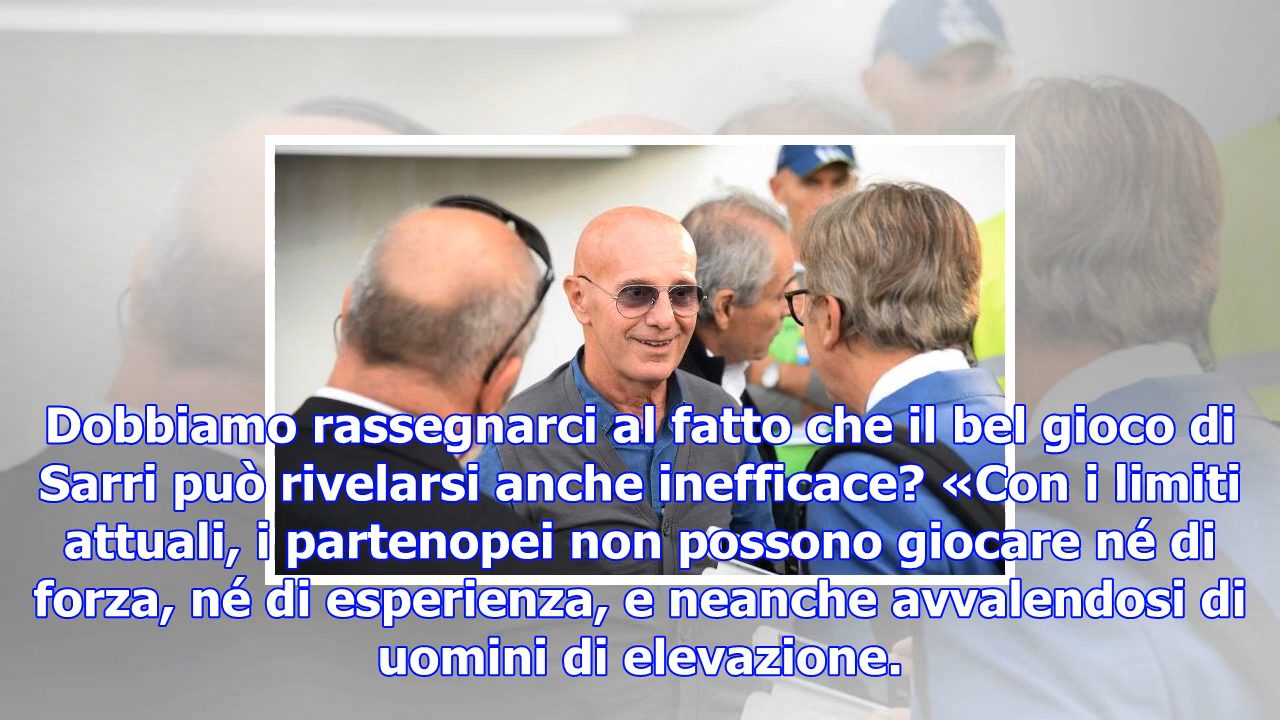 Dobbiamo rassegnarci al fatto che il bel gioco di
Sarri può rivelarsi anche inefficace? «Con i limiti
attuali, i partenopei non possono giocare né di
forza, né di esperienza, e neanche avvalendosi di
uomini di elevazione.